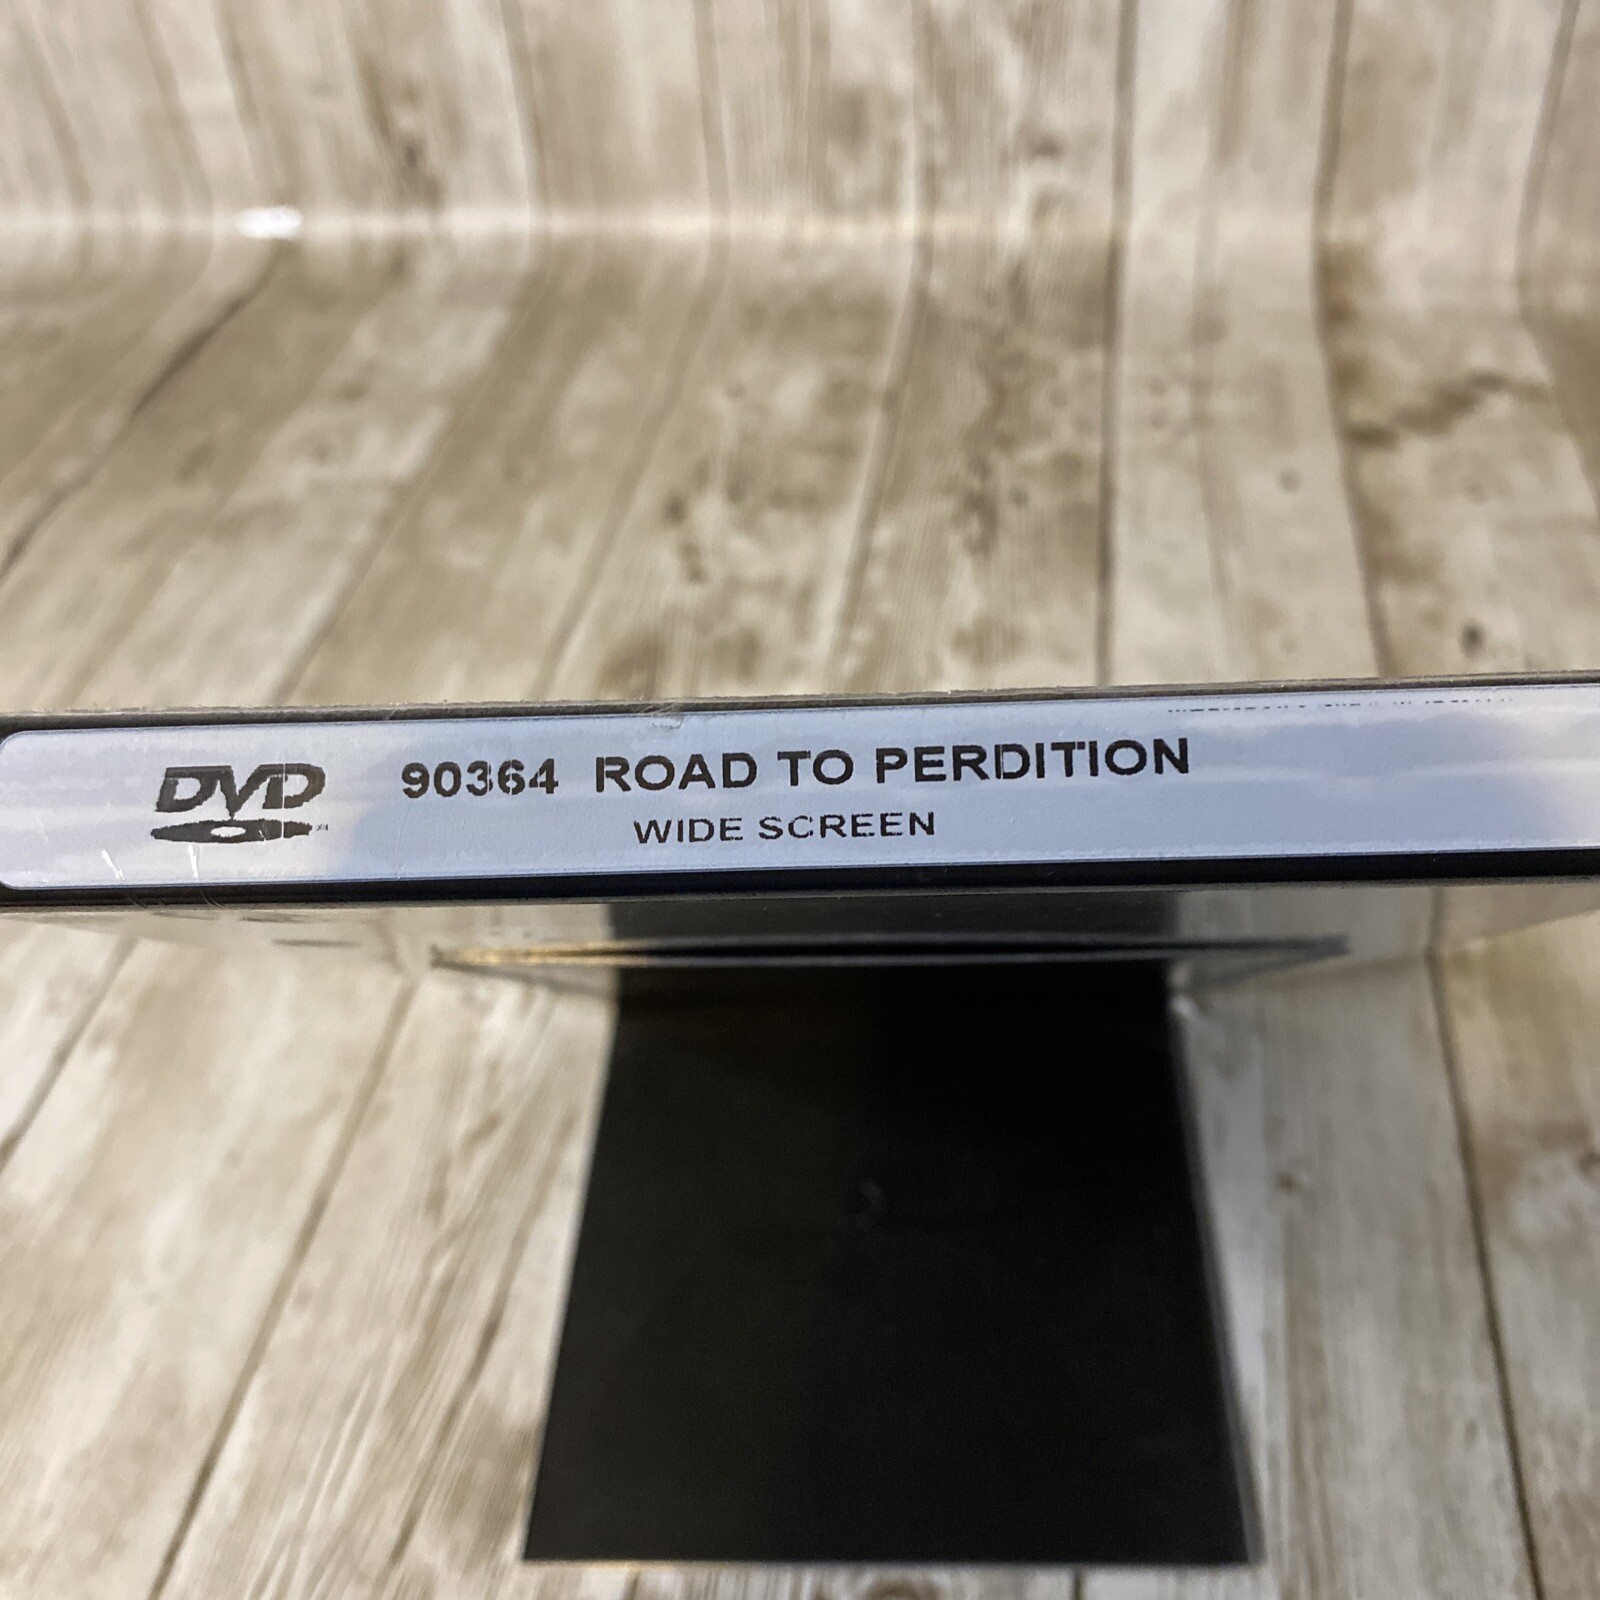 DVD 90364 ROAD TO PERDITION
WIDE SCREEN